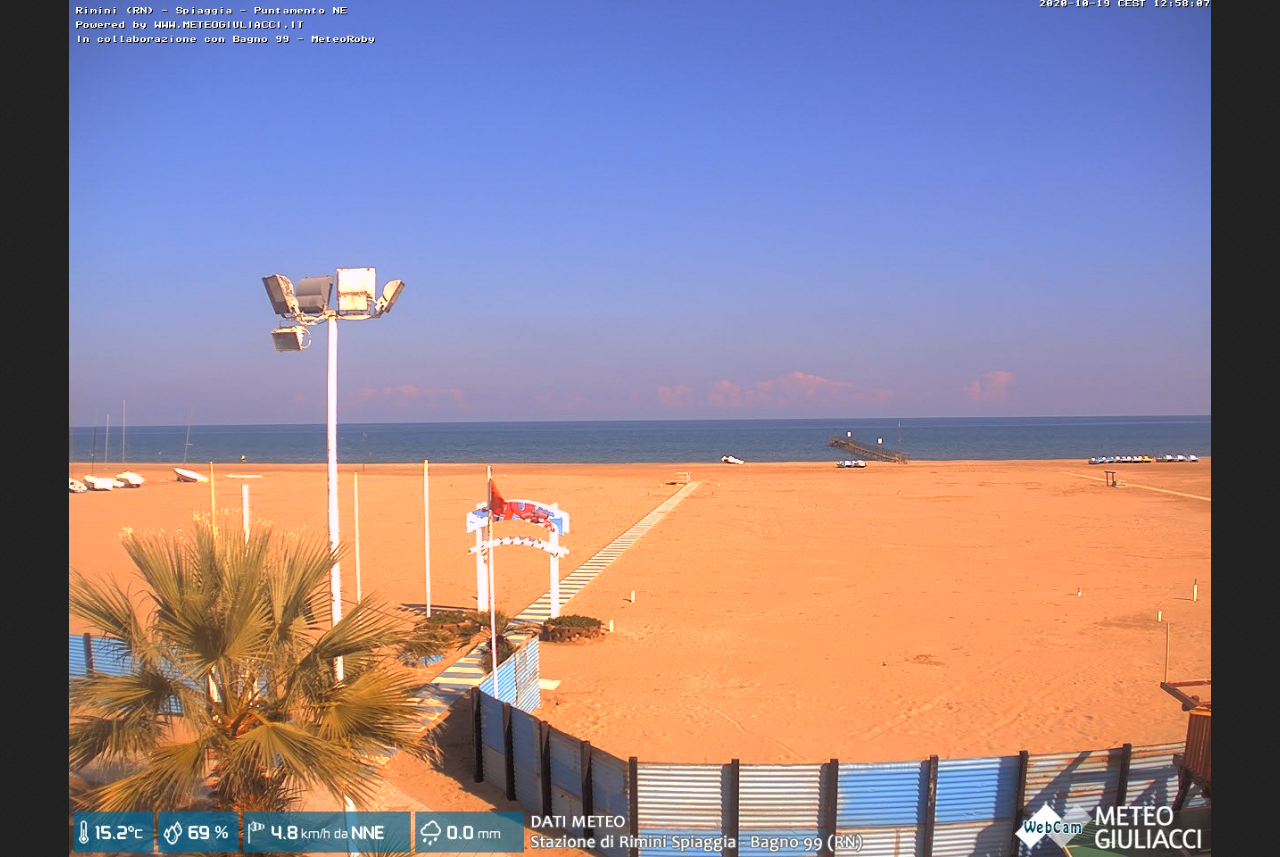 Rimini (RN) - Spiaggia - Puntamento NE
2020-10-19 CEST 12:58:07
Powered by WWW.METEOGIULIACCI.IT
In collaborazione con Bagno 99 - MeteoRoby
15.2°C
69 %
4.8 km/h da NNE
0.0 mm
DATI METEO
Stazione di Rimini Spiaggia - Bagno 99 (RN)
WebCam
METEO
GIULIACCI